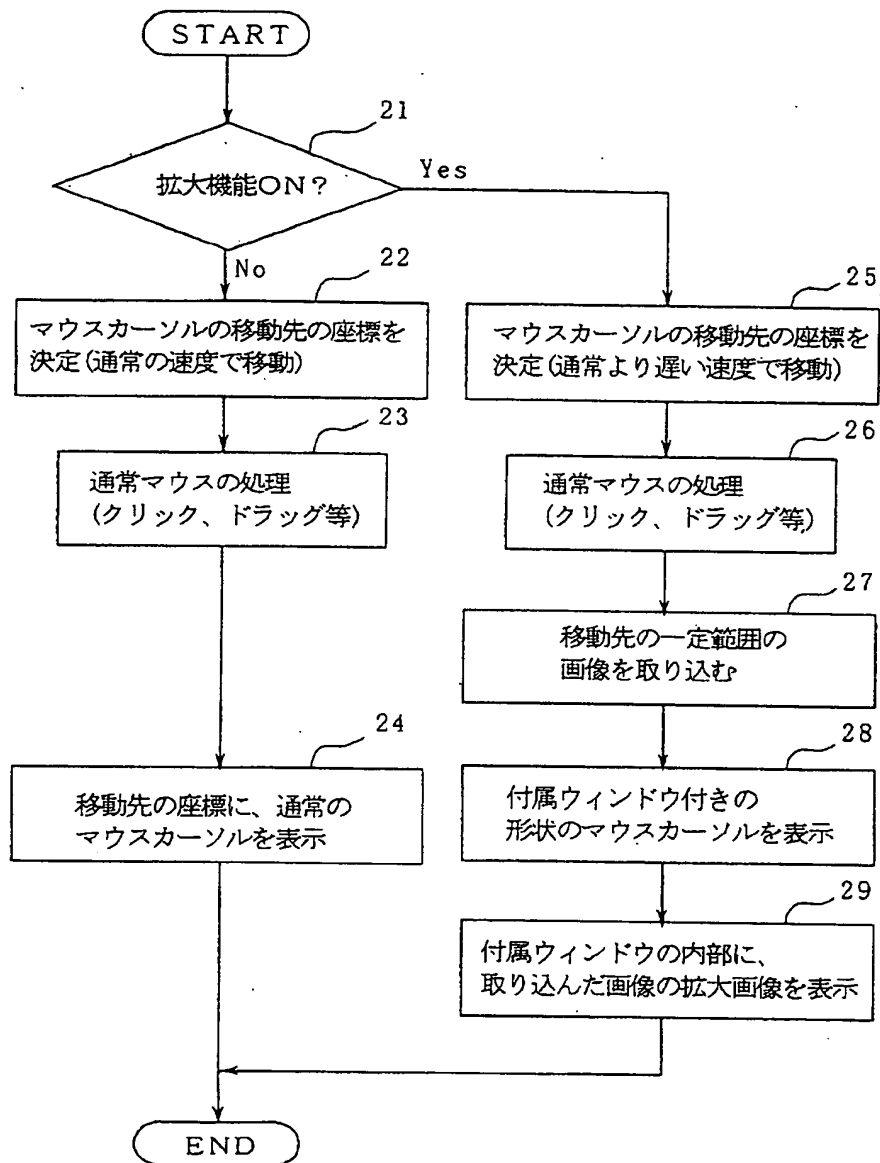 START
21
拡大機能ON?
Yes
No
22
マウスカーソルの移動先の座標を
決定(通常の速度で移動)
23
通常マウスの処理
(クリック、ドラッグ等)
24
移動先の座標に、通常の
マウスカーソルを表示
25
マウスカーソルの移動先の座標を
決定(通常より遅い速度で移動)
26
通常マウスの処理
(クリック、ドラッグ等)
27
移動先の一定範囲の
画像を取り込む
28
付属ウィンドウ付きの
形状のマウスカーソルを表示
29
付属ウィンドウの内部に、
取り込んだ画像の拡大画像を表示
END